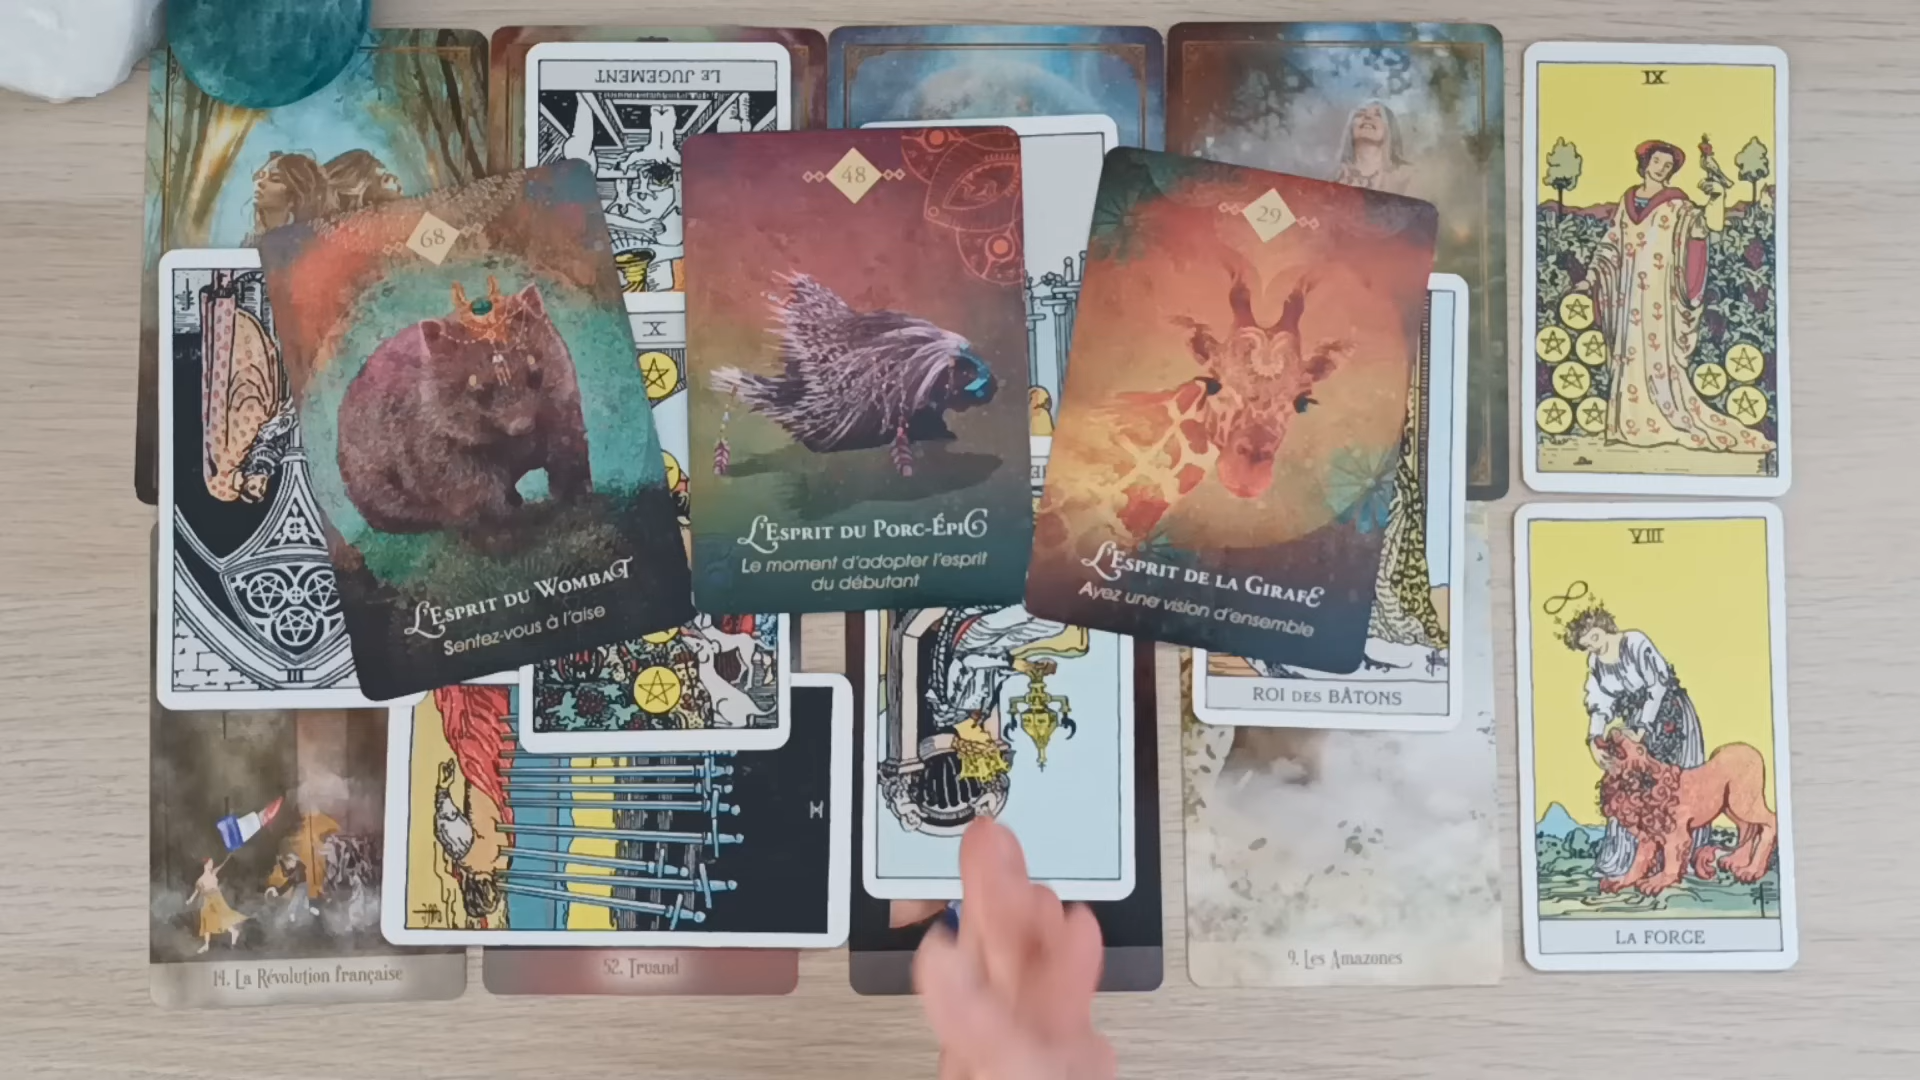 LE JUGEMENT
IX
68
48
29
X
L'ESPRIT DU WOMBAT
Sentez-vous à l'aise
L'ESPRIT DU PORC-ÉPIC
Le moment d'adopter l'esprit
du débutant
L'ESPRIT DE LA GIRAFE
Ayez une vision d'ensemble
VIII
ROI DES BÂTONS
X
LA FORCE
14. La Révolution française
52. Truand
9. Les Amazones